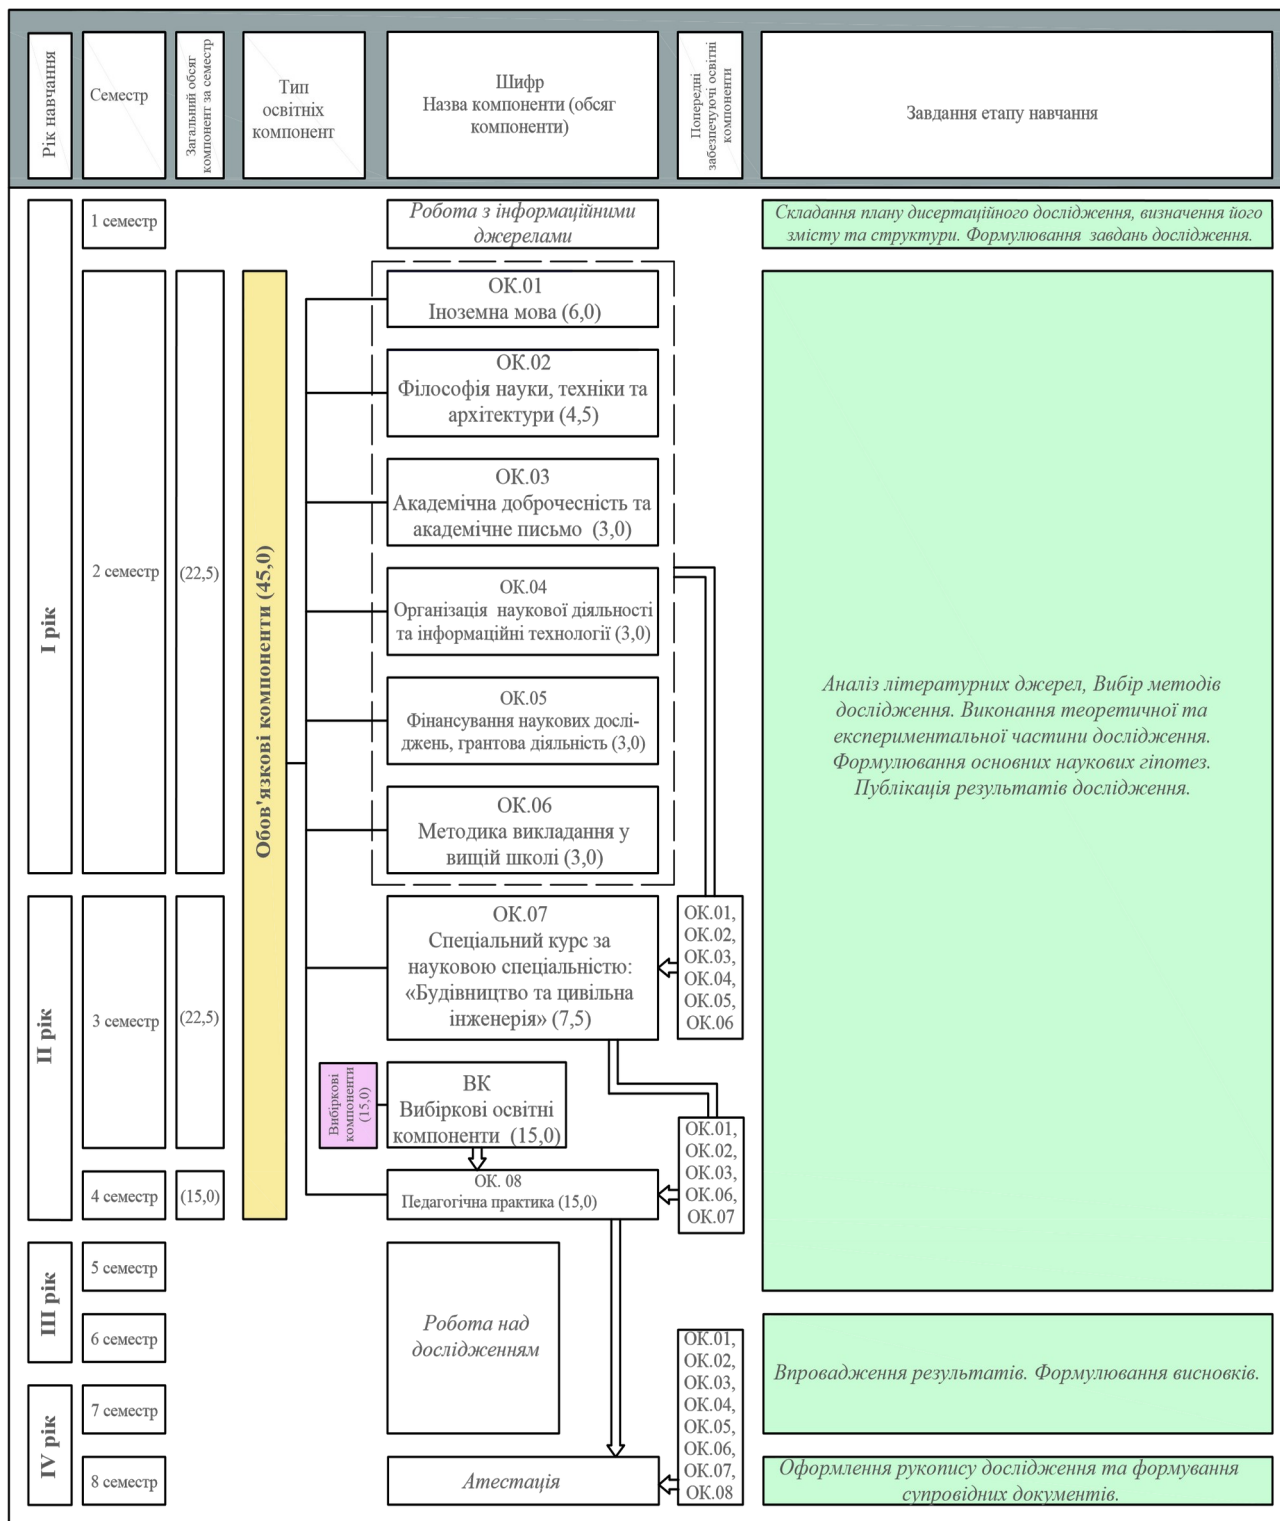 Рік навчання
Семестр
Загальний обсяг
компонент за семестр
Тип
освітніх
компонент
Шифр
Назва компоненти (обсяг
компоненти)
Попередні
забезпечуючі освітні
компоненти
Завдання етапу навчання
І рік
1 семестр
Робота з інформаційними
джерелами
Складання плану дисертаційного дослідження, визначення його
змісту та структури. Формулювання завдань дослідження.
2 семестр
(22,5)
Обов'язкові компоненти (45,0)
ОК.01
Іноземна мова (6,0)
ОК.02
Філософія науки, техніки та
архітектури (4,5)
ОК.03
Академічна доброчесність та
академічне письмо (3,0)
ОК.04
Організація наукової діяльності
та інформаційні технології (3,0)
ОК.05
Фінансування наукових дослі-
джень, грантова діяльність (3,0)
ОК.06
Методика викладання у
вищій школі (3,0)
Аналіз літературних джерел, Вибір методів
дослідження. Виконання теоретичної та
експериментальної частини дослідження.
Формулювання основних наукових гіпотез.
Публікація результатів дослідження.
ІІ рік
3 семестр
(22,5)
ОК.07
Спеціальний курс за
науковою спеціальністю:
«Будівництво та цивільна
інженерія» (7,5)
ОК.01,
ОК.02,
ОК.03,
ОК.04,
ОК.05,
ОК.06
Вибіркові
компоненти
(15,0)
ВК
Вибіркові освітні
компоненти (15,0)
4 семестр
(15,0)
ОК. 08
Педагогічна практика (15,0)
ОК.01,
ОК.02,
ОК.03,
ОК.06,
ОК.07
ІІІ рік
5 семестр
6 семестр
Робота над
дослідженням
Впровадження результатів. Формулювання висновків.
IV рік
7 семестр
8 семестр
Атестація
ОК.01,
ОК.02,
ОК.03,
ОК.04,
ОК.05,
ОК.06,
ОК.07,
ОК.08
Оформлення рукопису дослідження та формування
супровідних документів.